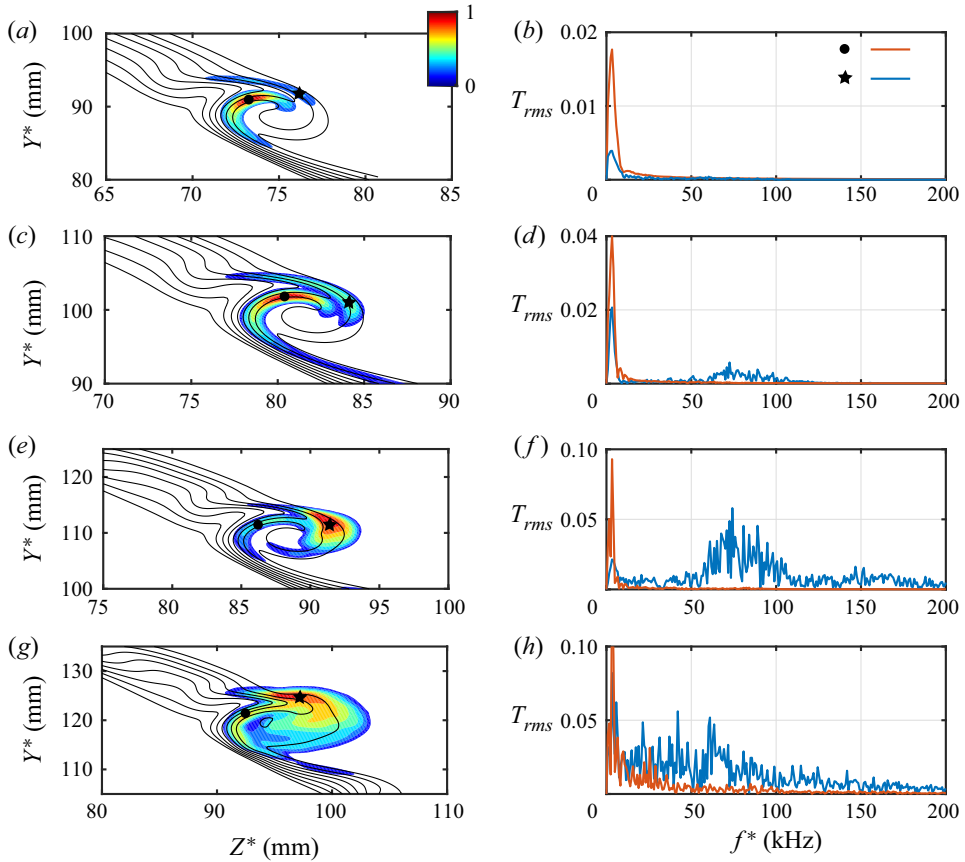 (a)
1
0
100
90
80
Y* (mm)
65 70 75 80 85
(b)
0.02
0.01
T_rms
0 50 100 150 200
(c)
110
100
90
Y* (mm)
70 75 80 85 90
(d)
0.04
0.02
T_rms
0 50 100 150 200
(e)
120
110
100
Y* (mm)
75 80 85 90 95 100
(f)
0.10
0.05
T_rms
0 50 100 150 200
(g)
130
120
110
Y* (mm)
80 90 100 110
Z* (mm)
(h)
0.10
0.05
T_rms
0 50 100 150 200
f* (kHz)